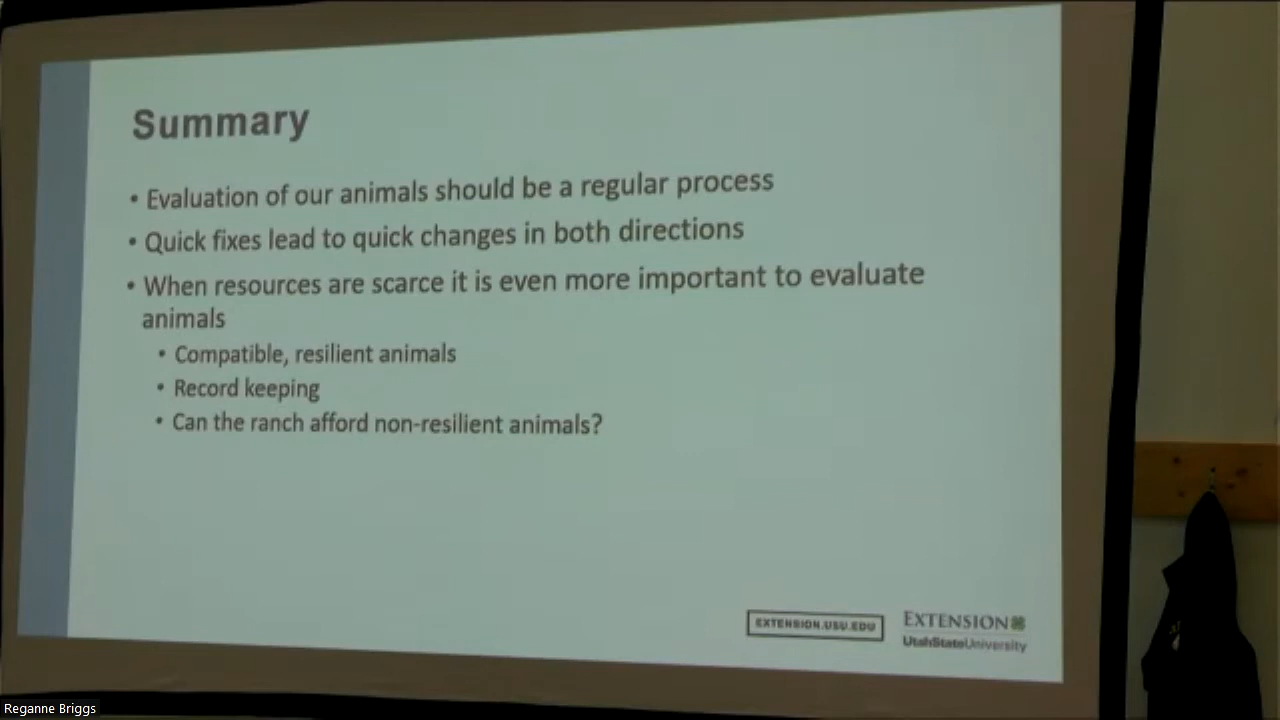 Summary
• Evaluation of our animals should be a regular process
• Quick fixes lead to quick changes in both directions
• When resources are scarce it is even more important to evaluate
animals
• Compatible, resilient animals
• Record keeping
• Can the ranch afford non-resilient animals?
EXTENSION.USU.EDU
EXTENSION
UtahStateUniversity
Reganne Briggs